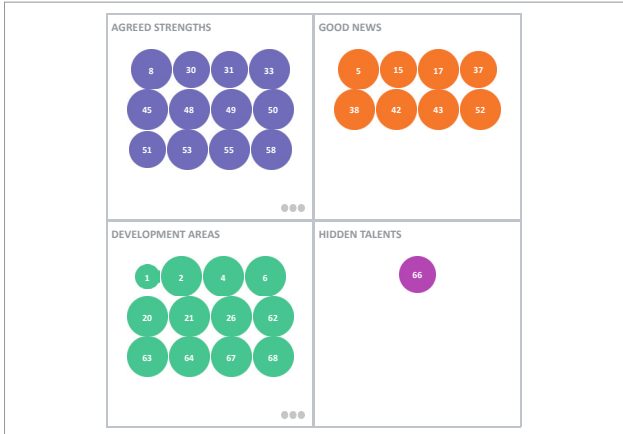 AGREED STRENGTHS
8 30 31 33
45 48 49 50
51 53 55 58
GOOD NEWS
5 15 17 37
38 42 43 52
DEVELOPMENT AREAS
1 2 4 6
20 21 26 62
63 64 67 68
HIDDEN TALENTS
66